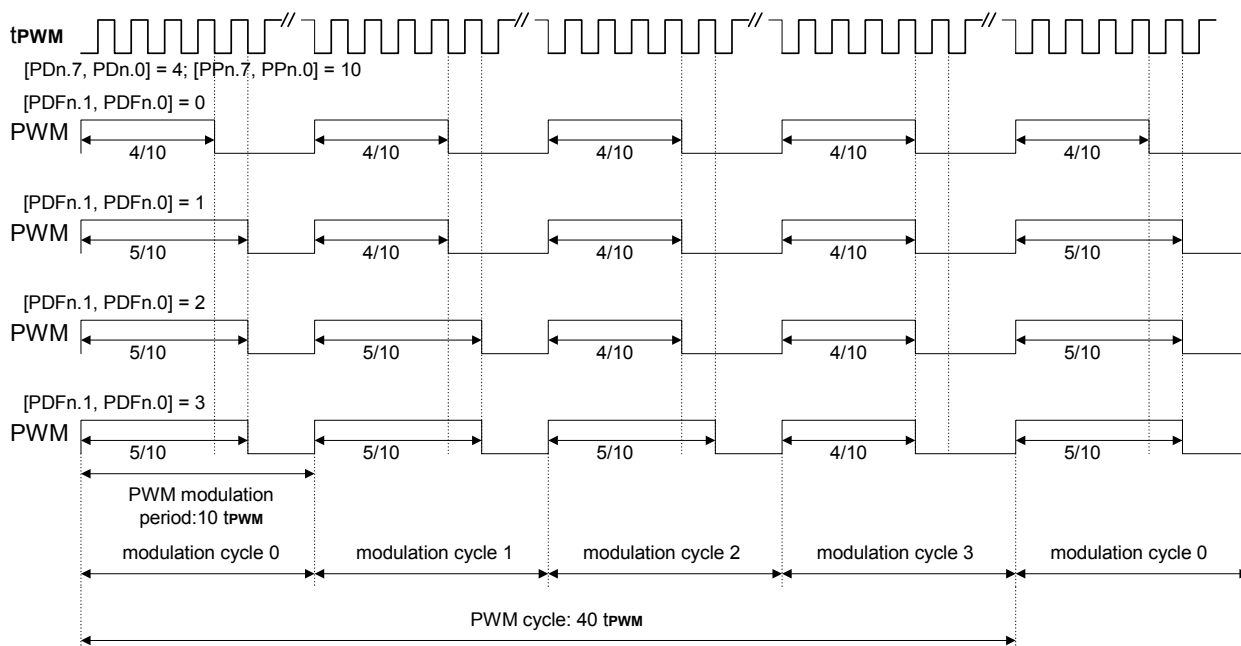 tPWM
[PDn.7, PDn.0] = 4; [PPn.7, PPn.0] = 10
[PDFn.1, PDFn.0] = 0
PWM
4/10 4/10 4/10 4/10 4/10
[PDFn.1, PDFn.0] = 1
PWM
5/10 4/10 4/10 4/10 5/10
[PDFn.1, PDFn.0] = 2
PWM
5/10 5/10 4/10 4/10 5/10
[PDFn.1, PDFn.0] = 3
PWM
5/10 5/10 5/10 4/10 5/10
PWM modulation
period:10 tPWM
modulation cycle 0 modulation cycle 1 modulation cycle 2 modulation cycle 3 modulation cycle 0
PWM cycle: 40 tPWM